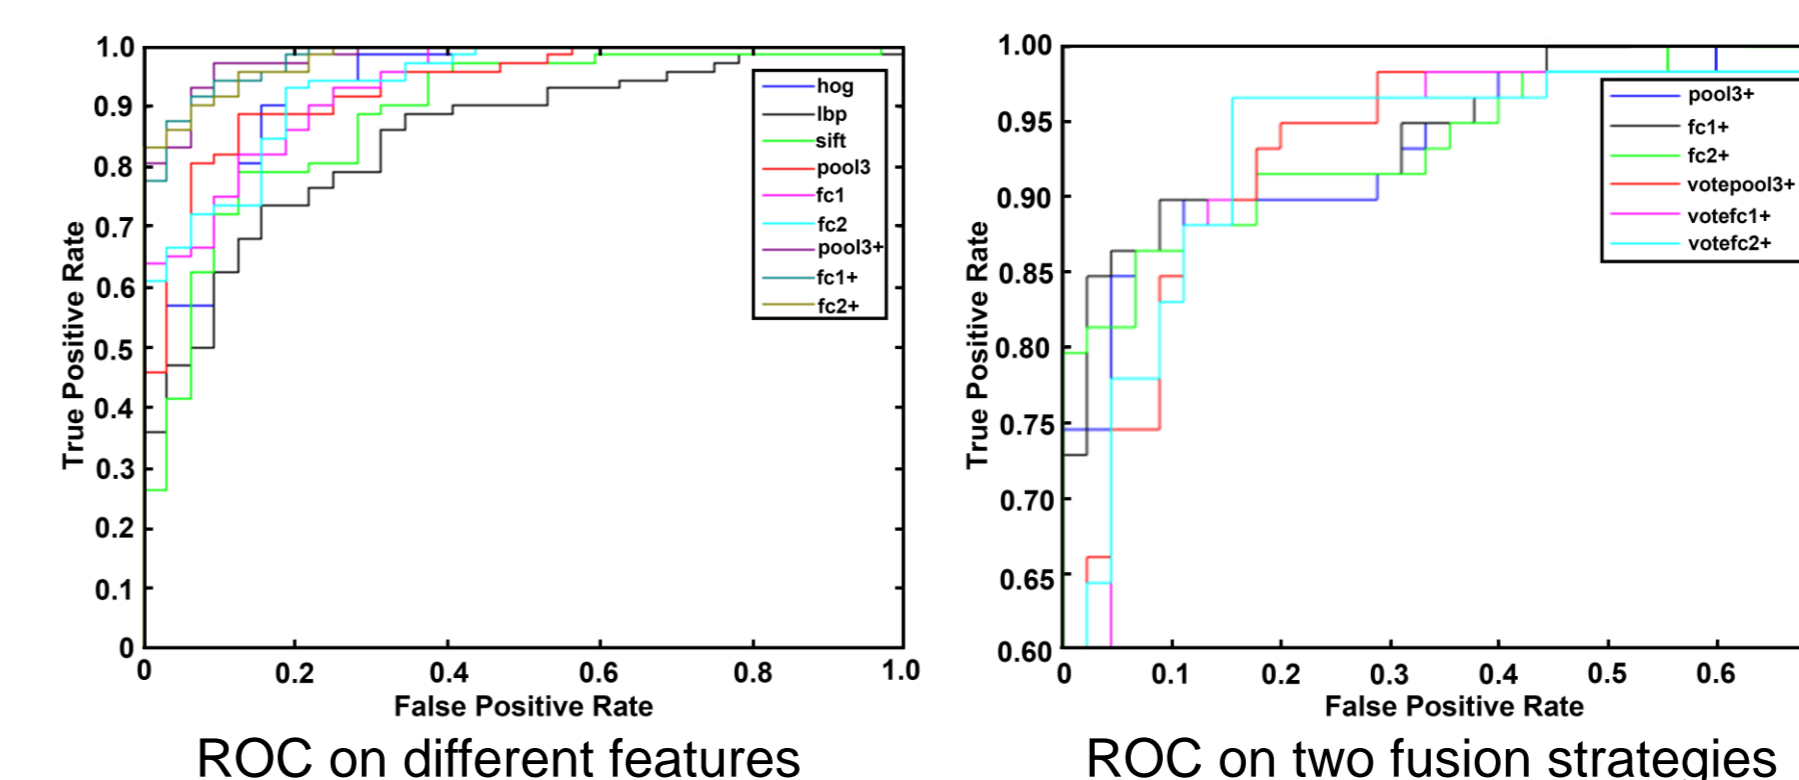 1.0
0.9
0.8
0.7
0.6
0.5
0.4
0.3
0.2
0.1
0
True Positive Rate
0 0.2 0.4 0.6 0.8 1.0
False Positive Rate
hog
lbp
sift
pool3
fc1
fc2
pool3+
fc1+
fc2+
ROC on different features
1.00
0.95
0.90
0.85
0.80
0.75
0.70
0.65
0.60
True Positive Rate
0 0.1 0.2 0.3 0.4 0.5 0.6
False Positive Rate
pool3+
fc1+
fc2+
votepool3+
votefc1+
votefc2+
ROC on two fusion strategies